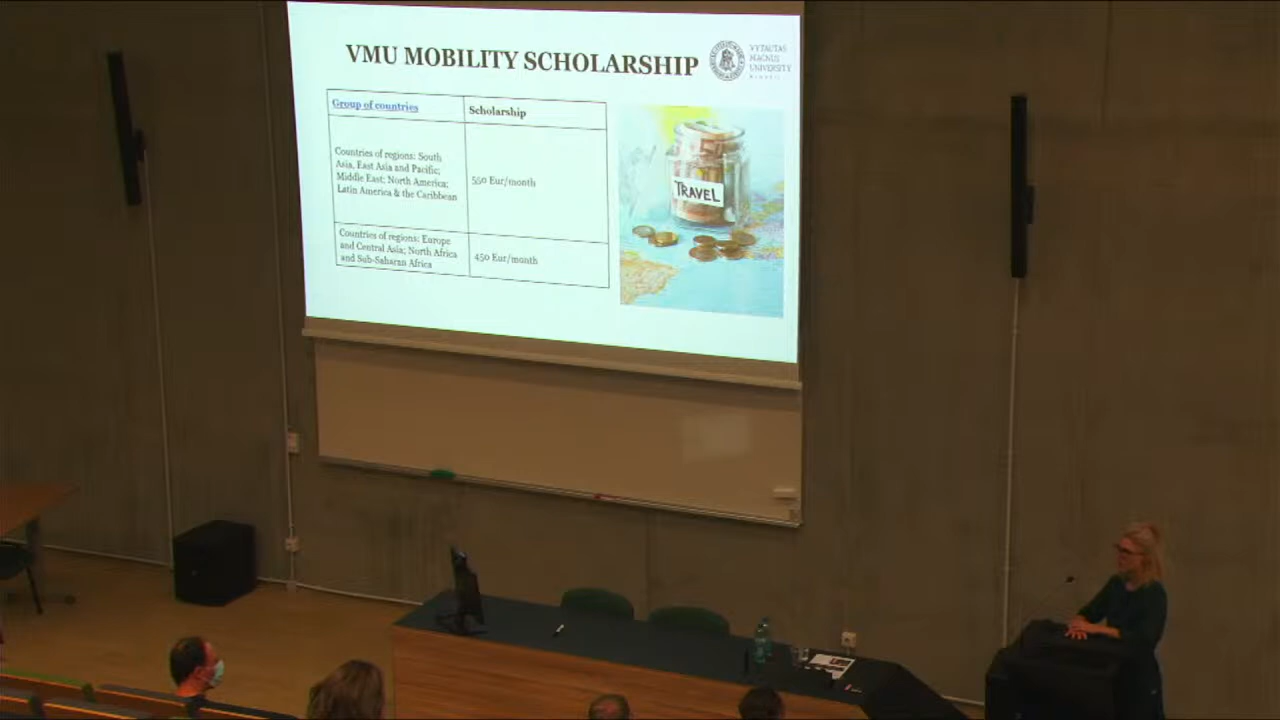 VMU MOBILITY SCHOLARSHIP
VYTAUTAS
MAGNUS
UNIVERSITY
Group of countries
Scholarship
Countries of regions: South
Asia, East Asia and Pacific;
Middle East; North America;
Latin America & the Caribbean
550 Eur/month
Countries of regions: Europe
and Central Asia; North Africa
and Sub-Saharan Africa
450 Eur/month
TRAVEL